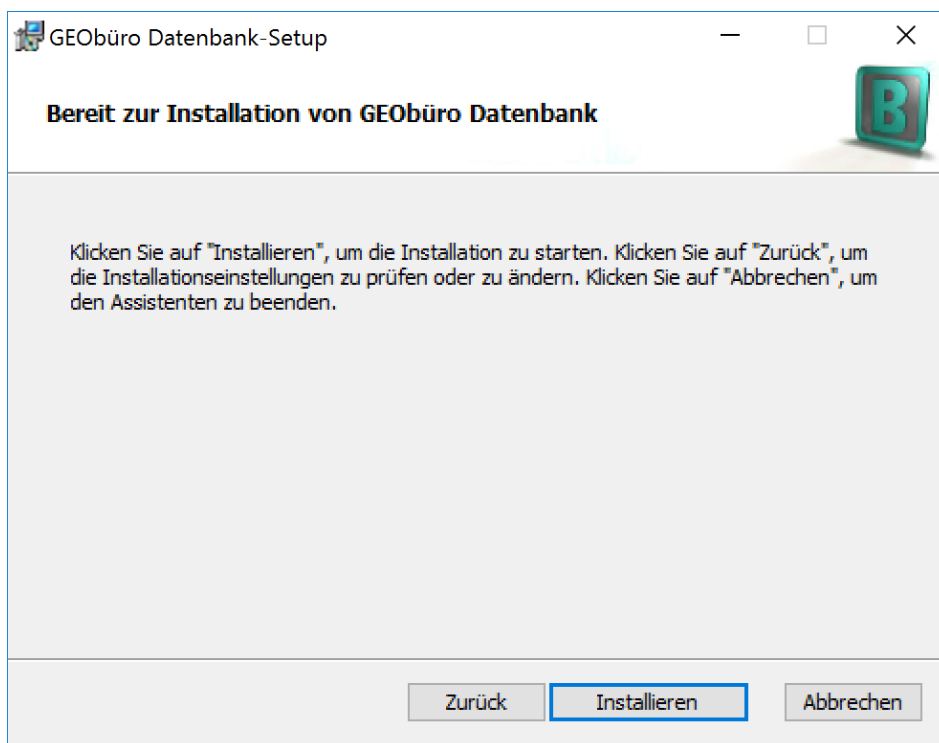 GEObüro Datenbank-Setup
Bereit zur Installation von GEObüro Datenbank
B
Klicken Sie auf "Installieren", um die Installation zu starten. Klicken Sie auf "Zurück", um
die Installationseinstellungen zu prüfen oder zu ändern. Klicken Sie auf "Abbrechen", um
den Assistenten zu beenden.
Zurück
Installieren
Abbrechen